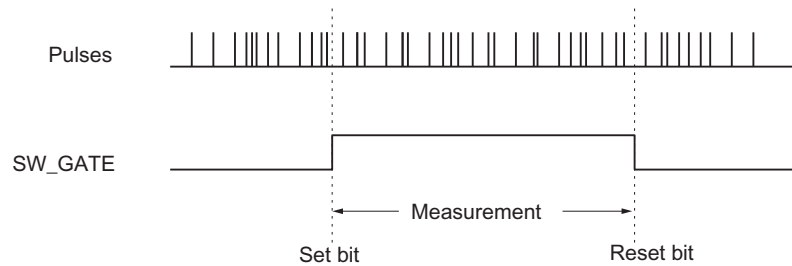 Pulses
SW_GATE
Measurement
Set bit
Reset bit